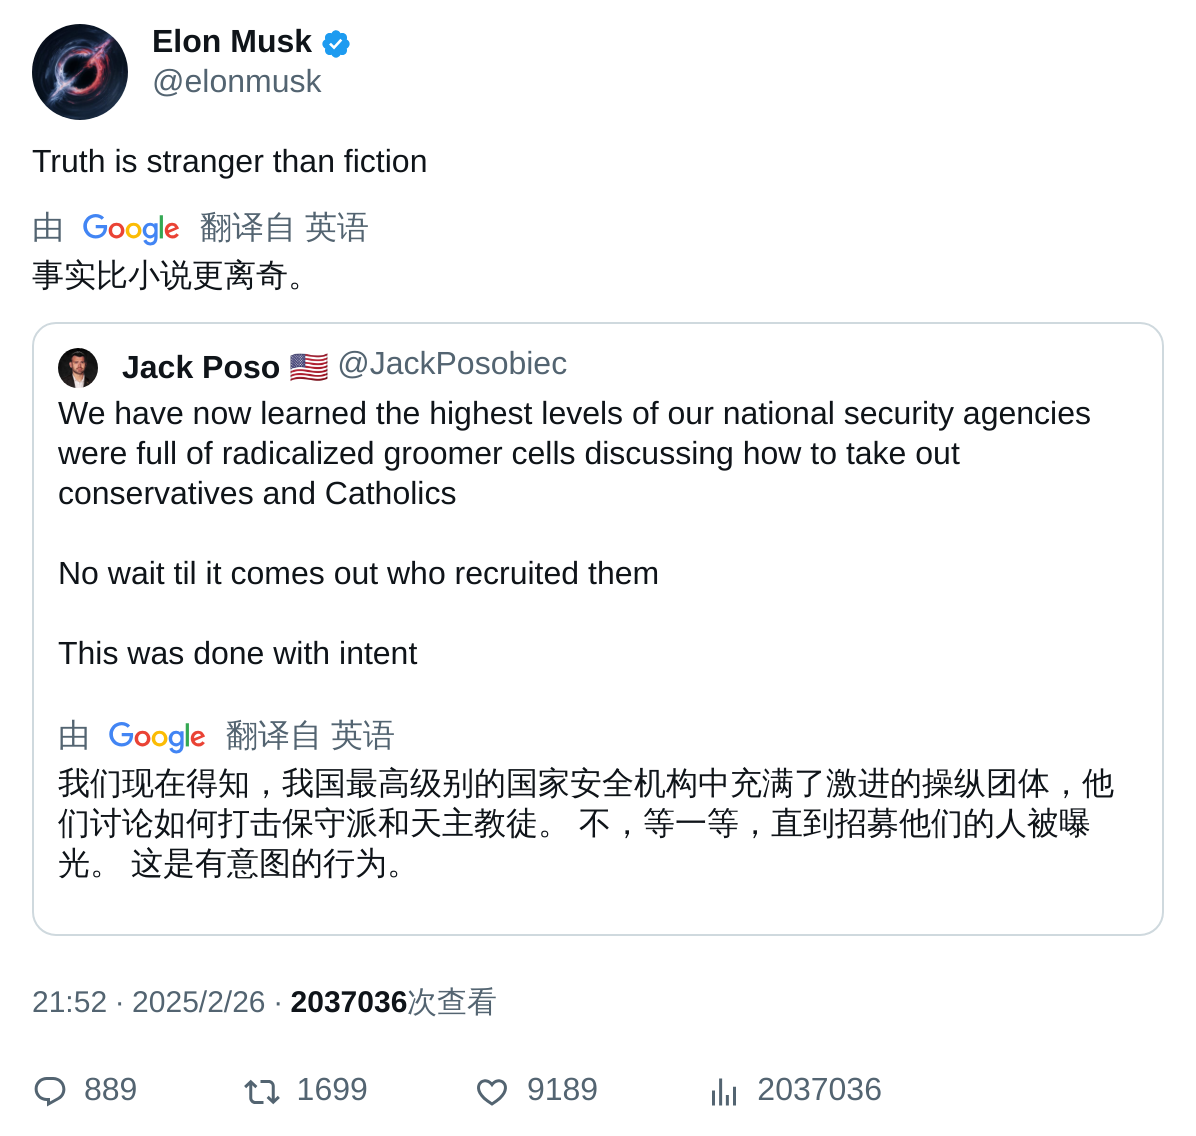 Elon Musk
@elonmusk
Truth is stranger than fiction
由 Google 翻译自 英语
事实比小说更离奇。
Jack Poso 🇺🇸 @JackPosobiec
We have now learned the highest levels of our national security agencies
were full of radicalized groomer cells discussing how to take out
conservatives and Catholics
No wait til it comes out who recruited them
This was done with intent
由 Google 翻译自 英语
我们现在得知，我国最高级别的国家安全机构中充满了激进的操纵团体，他
们讨论如何打击保守派和天主教徒。 不，等一等，直到招募他们的人被曝
光。 这是有意图的行为。
21:52 · 2025/2/26 · 2037036次查看
889 1699 9189 2037036